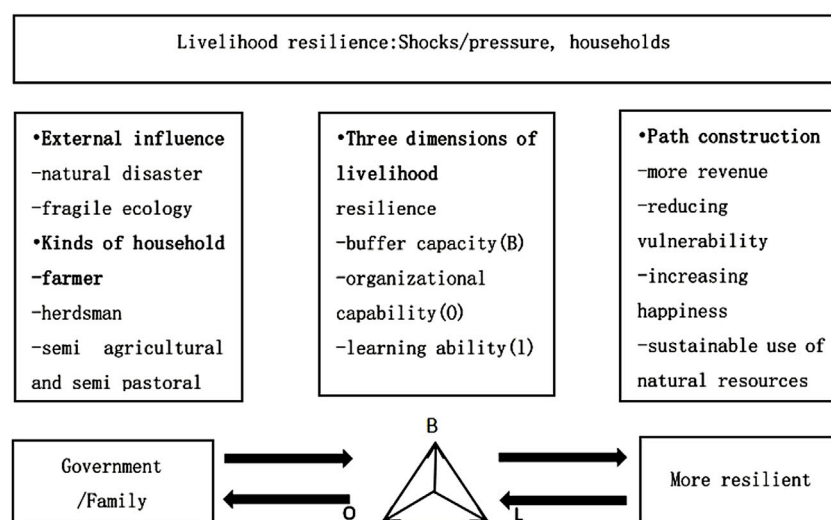 Livelihood resilience:Shocks/pressure, households
•External influence
-natural disaster
-fragile ecology
•Kinds of household
-farmer
-herdsman
-semi agricultural
and semi pastoral
•Three dimensions of
livelihood
resilience
-buffer capacity(B)
-organizational
capability(O)
-learning ability(l)
•Path construction
-more revenue
-reducing
vulnerability
-increasing
happiness
-sustainable use of
natural resources
Government
/Family
B
O
L
More resilient